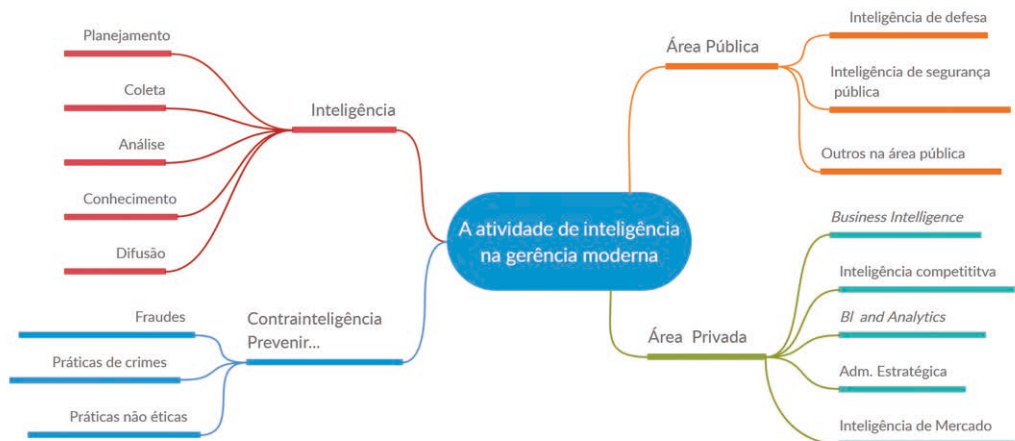 Planejamento
Coleta
Análise
Conhecimento
Difusão
Inteligência
Fraudes
Práticas de crimes
Práticas não éticas
Contrainteligência
Prevenir...
A atividade de inteligência
na gerência moderna
Área Pública
Inteligência de defesa
Inteligência de segurança
pública
Outros na área pública
Área Privada
Business Intelligence
Inteligência competititva
BI and Analytics
Adm. Estratégica
Inteligência de Mercado